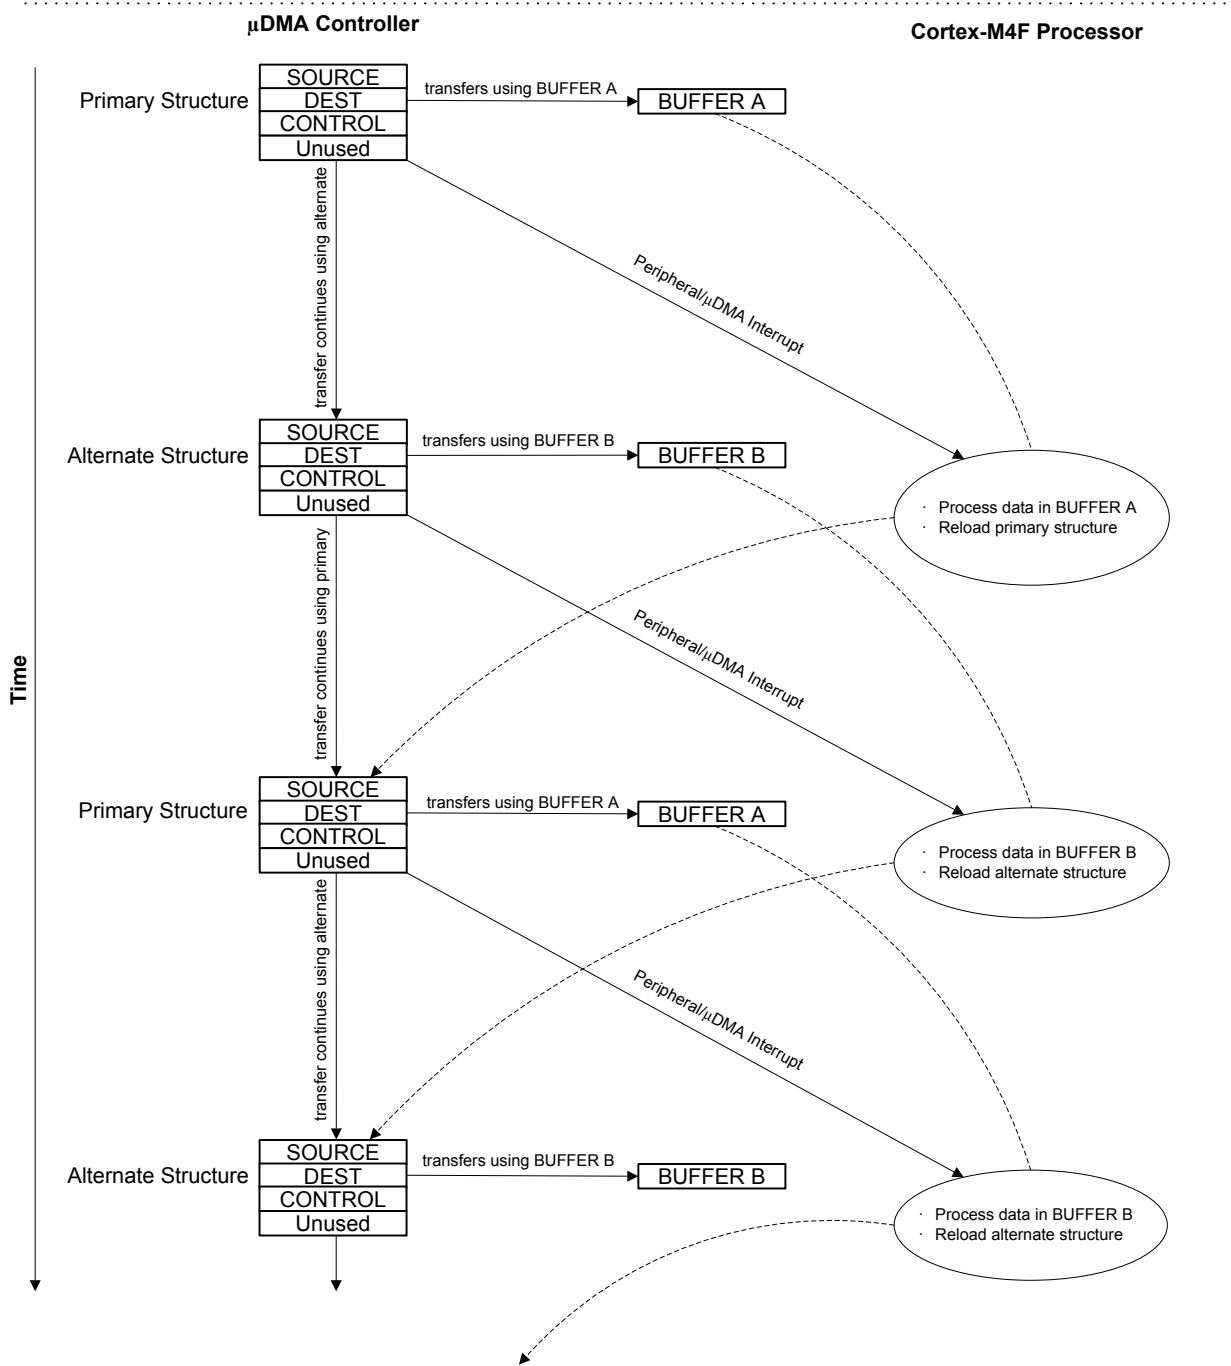 µDMA Controller
Cortex-M4F Processor
SOURCE
transfers using BUFFER A
Primary Structure
DEST
BUFFER A
CONTROL
Unused
transfer continues using alternate
Peripheral/µDMA Interrupt
SOURCE
transfers using BUFFER B
Alternate Structure
DEST
BUFFER B
CONTROL
Unused
· Process data in BUFFER A
· Reload primary structure
transfer continues using primary
Peripheral/µDMA Interrupt
Time
SOURCE
transfers using BUFFER A
Primary Structure
DEST
BUFFER A
CONTROL
Unused
· Process data in BUFFER B
· Reload alternate structure
transfer continues using alternate
Peripheral/µDMA Interrupt
SOURCE
transfers using BUFFER B
Alternate Structure
DEST
BUFFER B
CONTROL
Unused
· Process data in BUFFER B
· Reload alternate structure